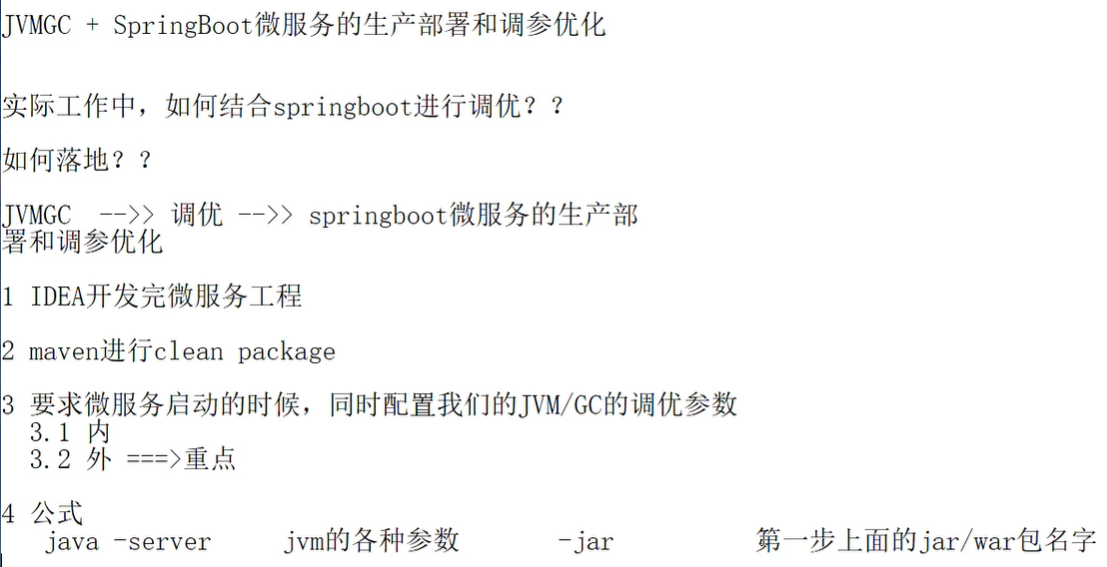 JVMGC + SpringBoot微服务的生产部署和调参优化
实际工作中，如何结合springboot进行调优？？
如何落地？？
JVMGC -->> 调优 -->> springboot微服务的生产部
署和调参优化
1 IDEA开发完微服务工程
2 maven进行clean package
3 要求微服务启动的时候，同时配置我们的JVM/GC的调优参数
3.1 内
3.2 外 ===>重点
4 公式
java -server jvm的各种参数 -jar 第一步上面的jar/war包名字